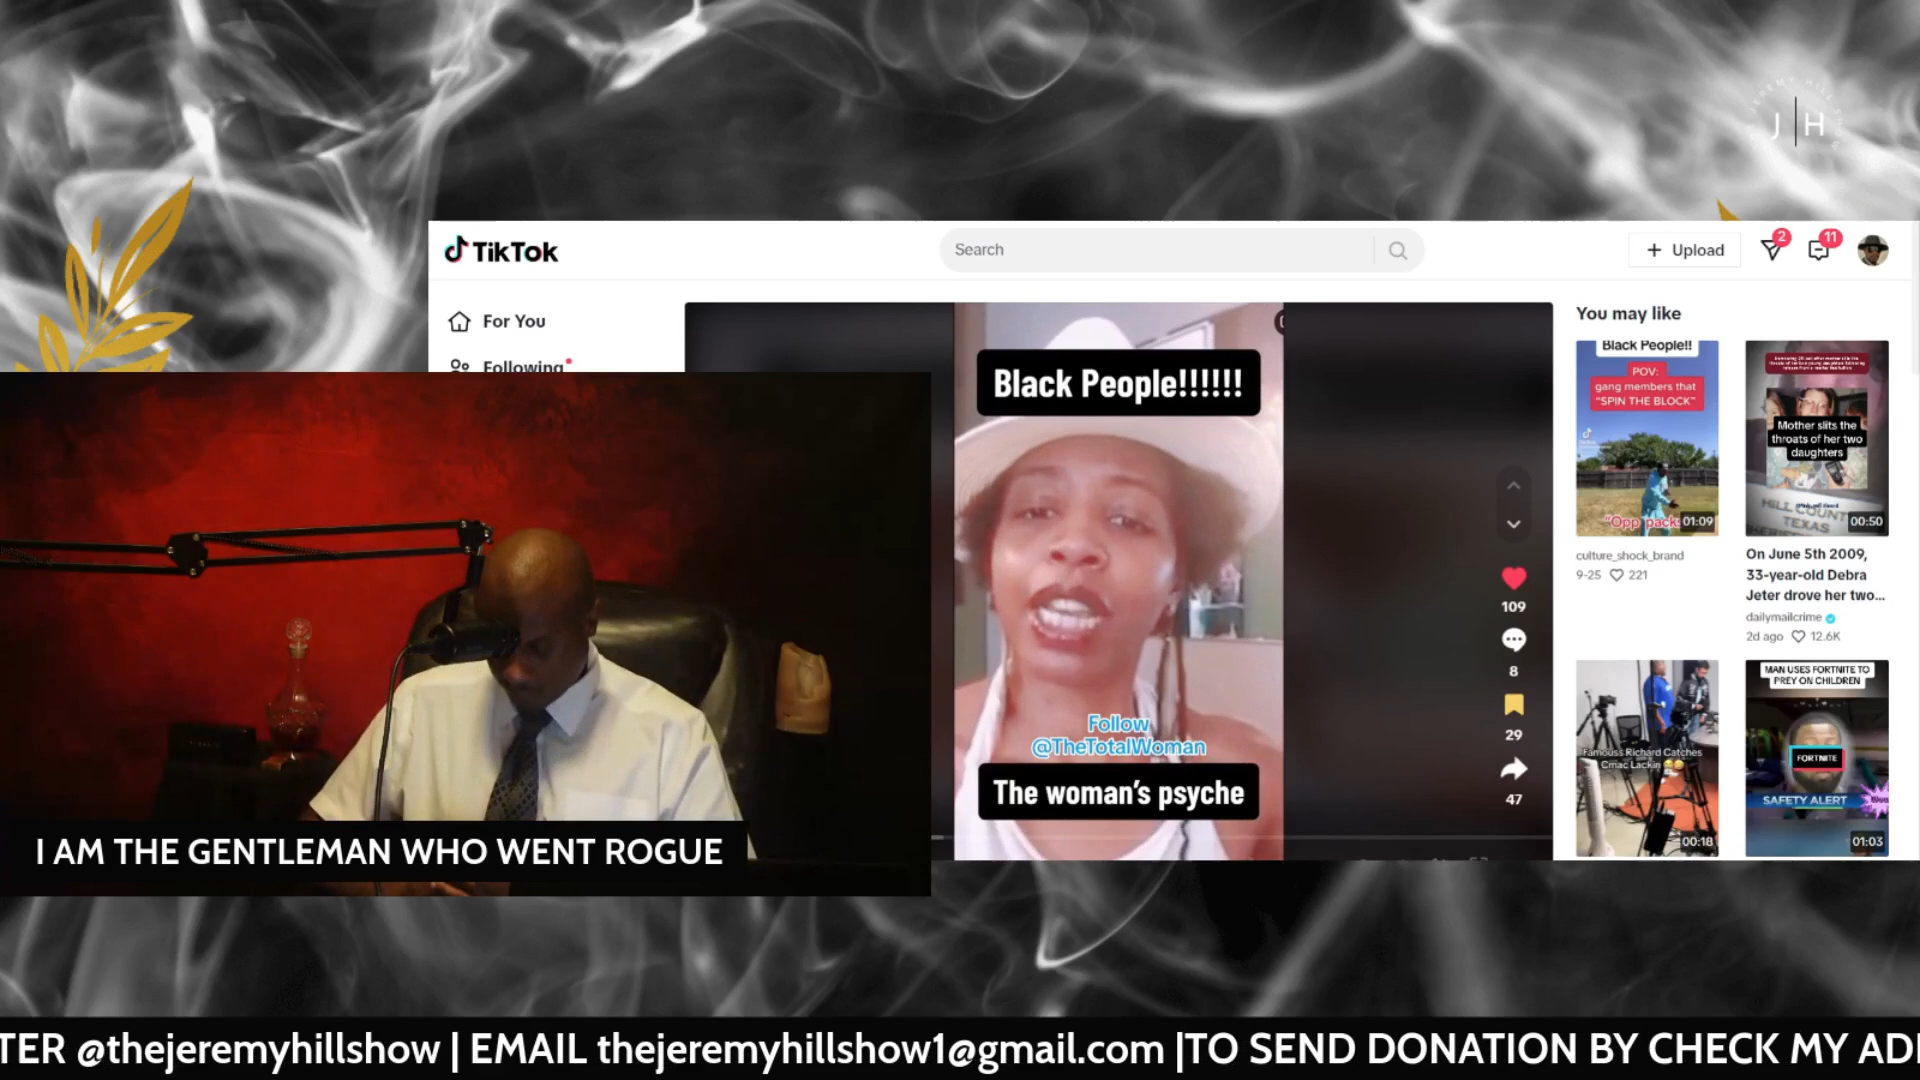 J H
TikTok
Search
Upload
2
11
For You
Following
You may like
Black People!!!!!!
Follow
@TheTotalWoman
The woman's psyche
109
8
29
47
Black People!!
POV:
gang members that
"SPIN THE BLOCK"
"Opp pack
01:09
culture_shock_brand
9-25 221
Mother slits the
throats of her two
daughters
HILL COUNT
TEXAS
00:50
On June 5th 2009,
33-year-old Debra
Jeter drove her two...
dailymailcrime
2d ago 12.6K
Famouss Richard Catches
Cmac Lackin
00:18
MAN USES FORTNITE TO
PREY ON CHILDREN
FORTNITE
SAFETY ALERT
01:03
I AM THE GENTLEMAN WHO WENT ROGUE
TER @thejeremyhillshow | EMAIL thejeremyhillshow1@gmail.com |TO SEND DONATION BY CHECK MY AD